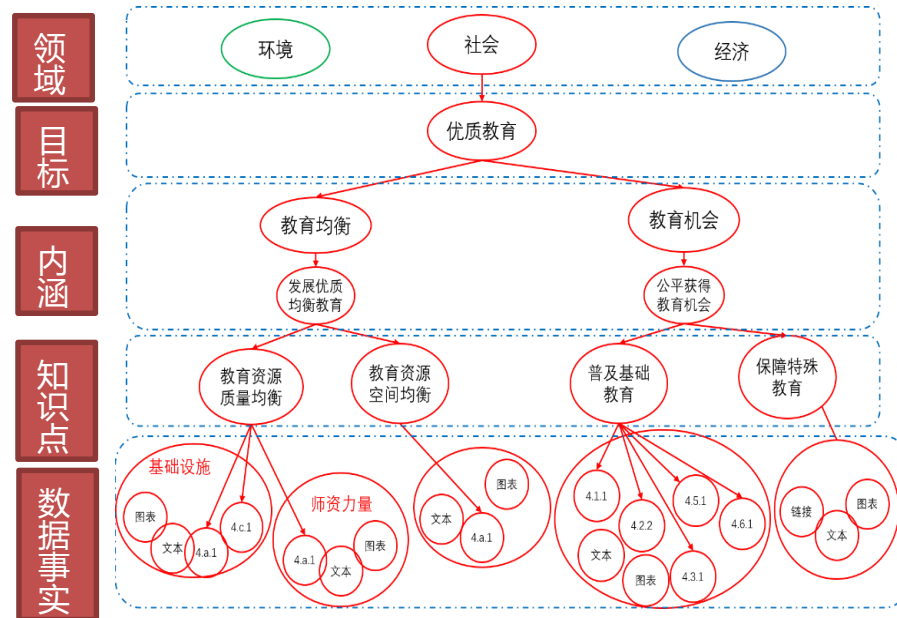 领
域
环境
社会
经济
目
标
优质教育
内
涵
教育均衡
教育机会
发展优质
均衡教育
公平获得
教育机会
知
识
点
教育资源
质量均衡
教育资源
空间均衡
普及基础
教育
保障特殊
教育
数
据
事
实
基础设施
图表
文本
4.a.1
4.c.1
师资力量
4.a.1
文本
图表
文本
4.a.1
图表
4.1.1
4.2.2
4.5.1
4.6.1
文本
图表
4.3.1
链接
文本
图表